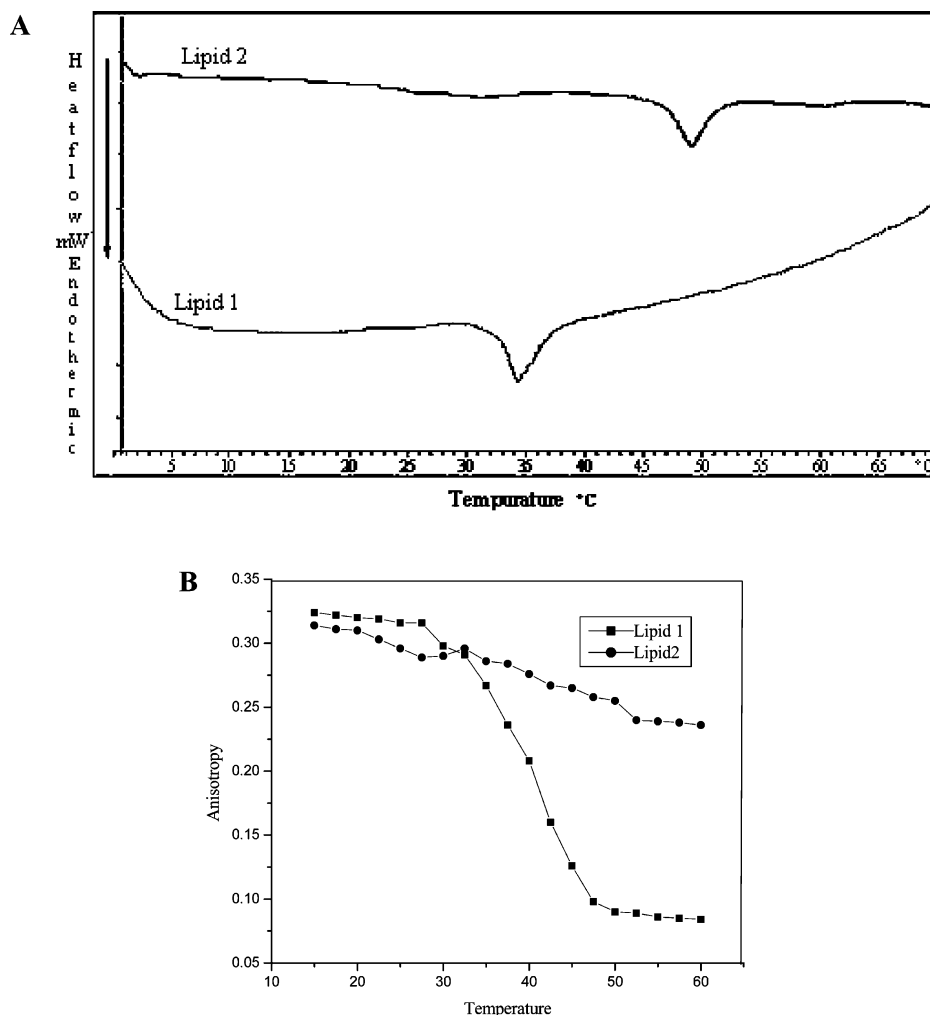 A
Heatflow mW Endothermic
Lipid 2
Lipid 1
5 10 15 20 25 30 35 40 45 50 55 60 65 °C
Tempurature °C
B
0.35
0.30
0.25
0.20
0.15
0.10
0.05
Anisotropy
Lipid 1
Lipid2
10 20 30 40 50 60
Temperature